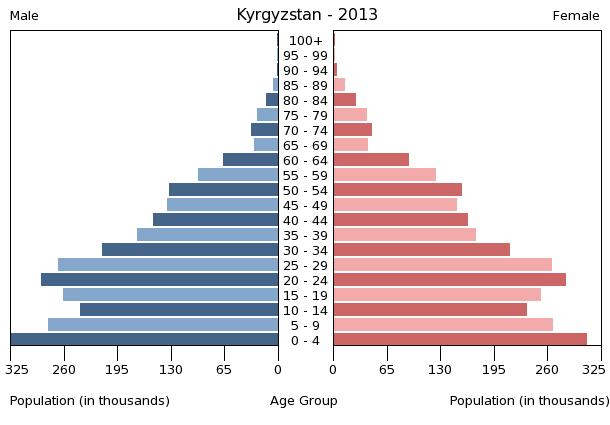 Kyrgyzstan - 2013
Male
Female
100+
95 - 99
90 - 94
85 - 89
80 - 84
75 - 79
70 - 74
65 - 69
60 - 64
55 - 59
50 - 54
45 - 49
40 - 44
35 - 39
30 - 34
25 - 29
20 - 24
15 - 19
10 - 14
5 - 9
0 - 4
325 260 195 130 65 0 0 65 130 195 260 325
Population (in thousands) Age Group Population (in thousands)